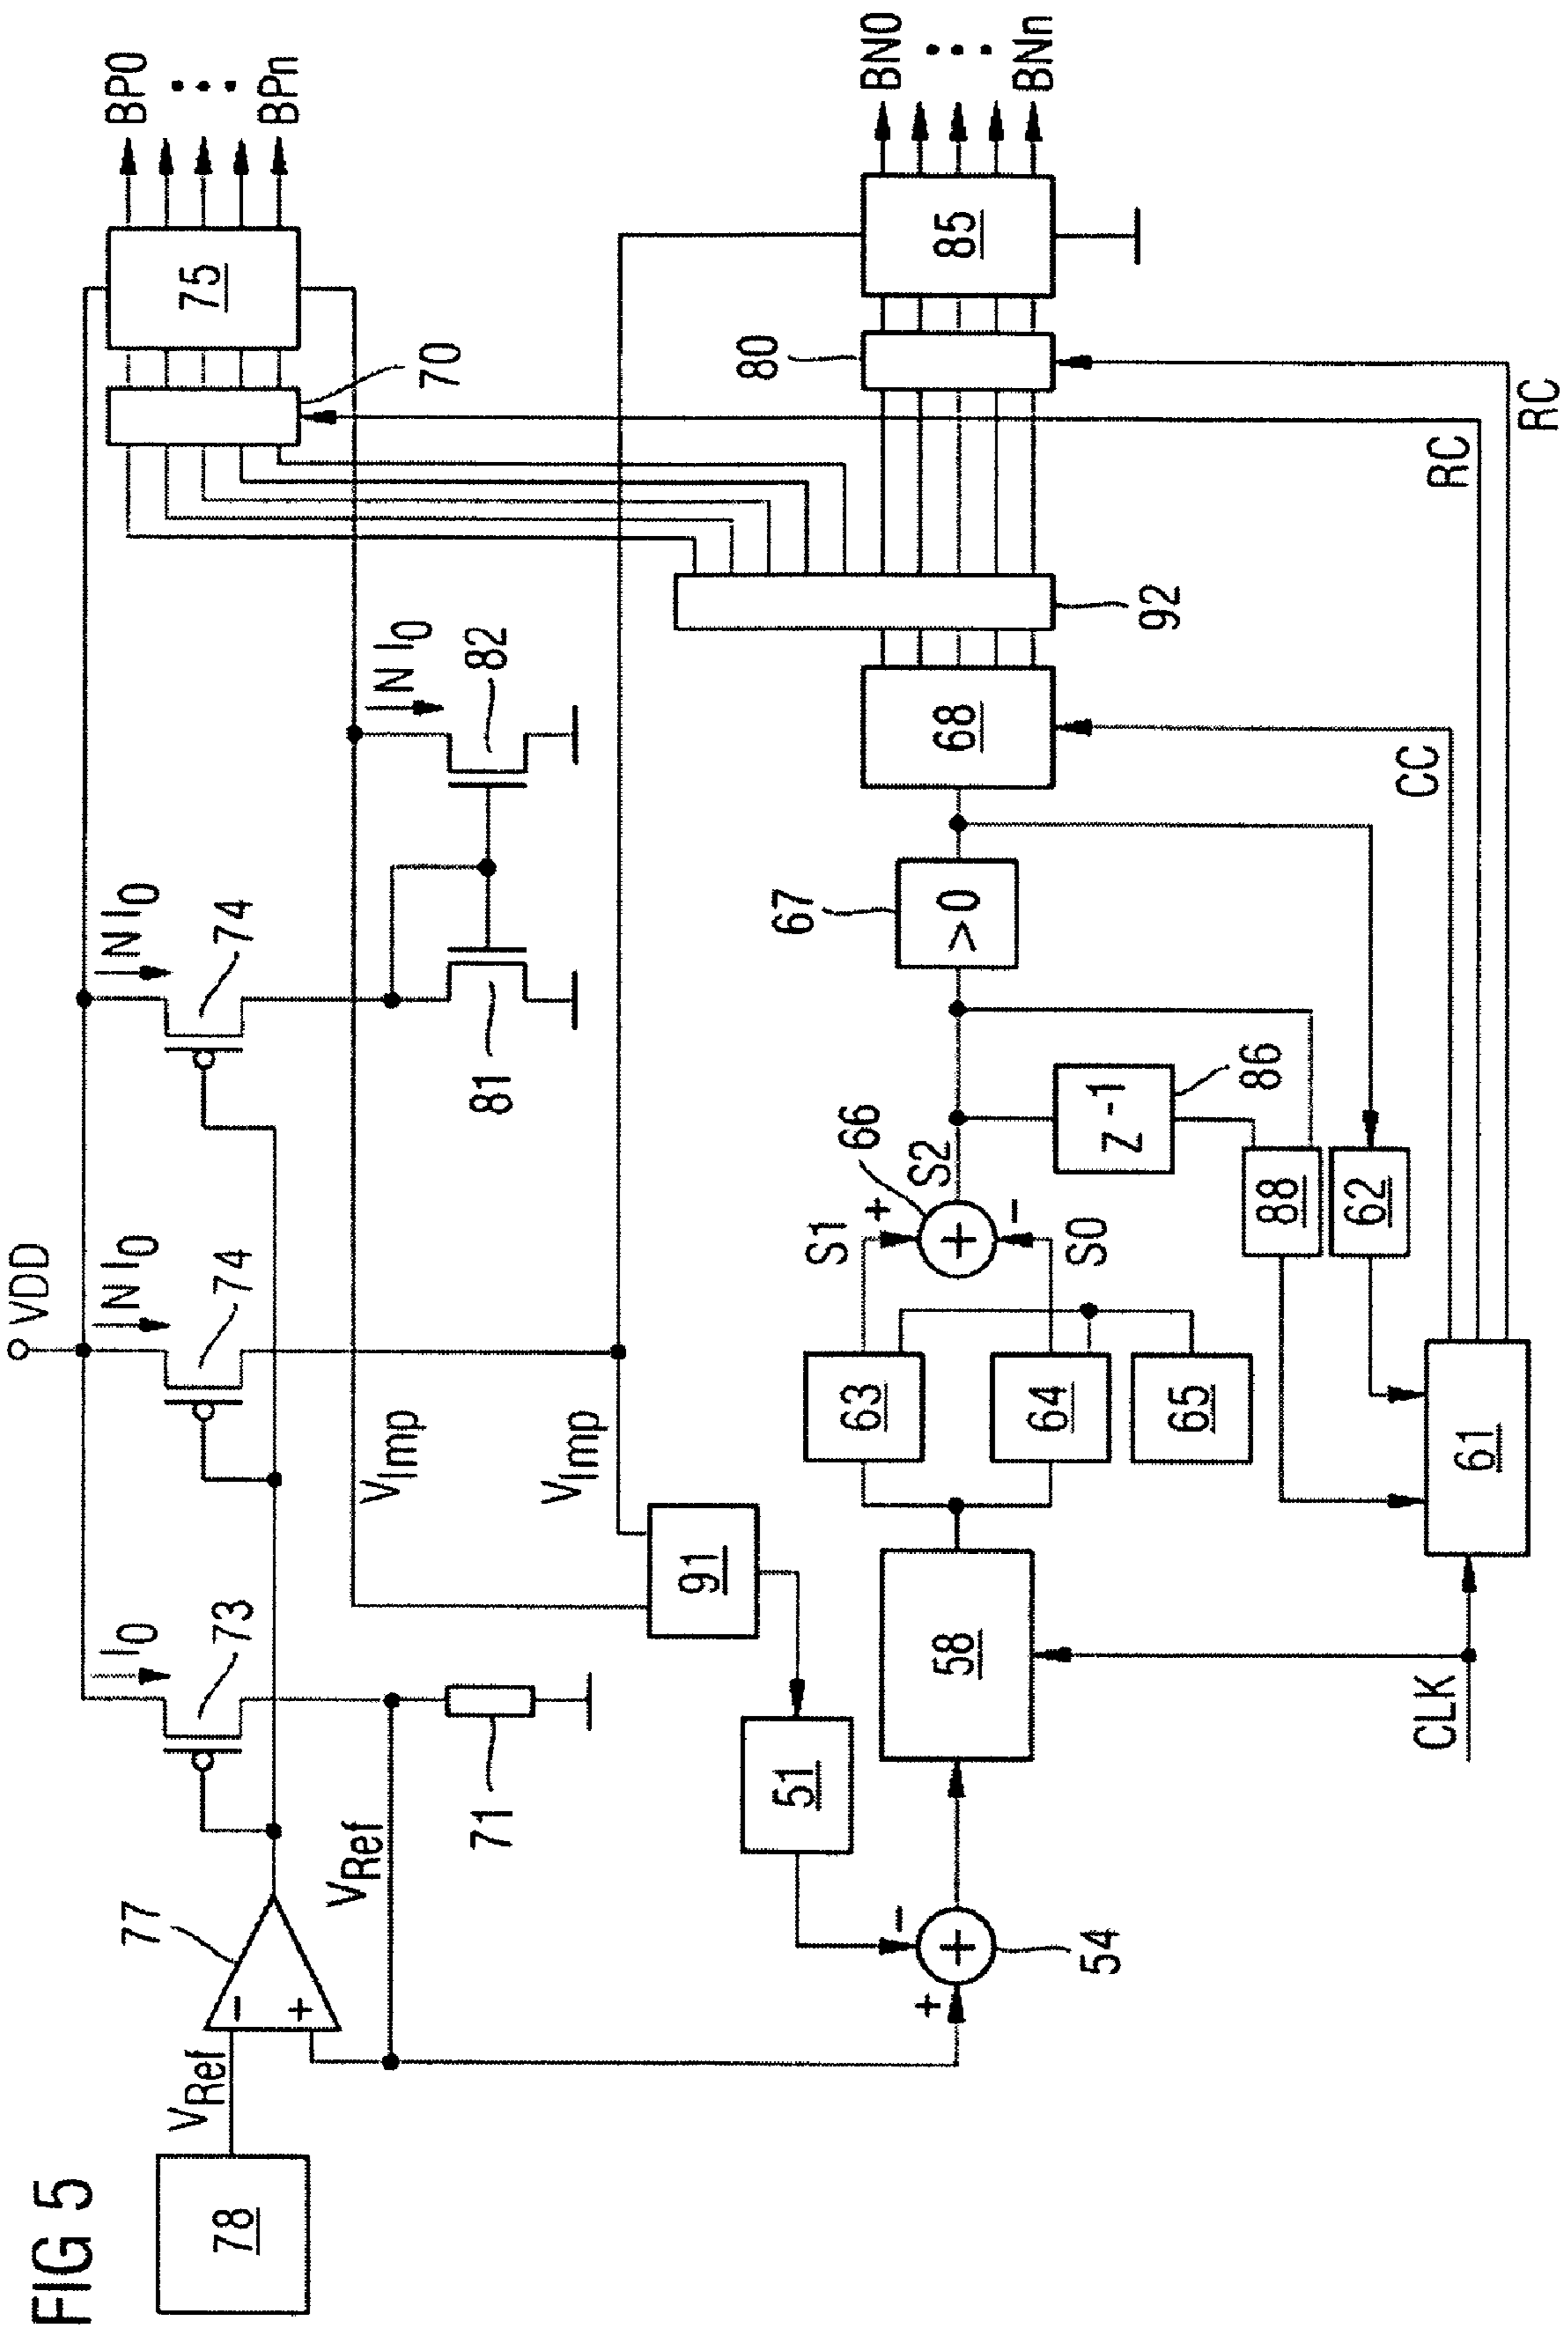 FIG 5
VDD
BP0
BPn
I0
N I0
N I0
73
74
74
75
70
77
78
VRef
VRef
71
81
82
N I0
VImp
VImp
91
51
54
+
-
-
+
58
63
64
65
S1
S0
+
-
+
+
66
S2
Z -1
86
88
62
67
>0
68
92
80
85
BN0
BNn
CLK
61
CC
RC
RC